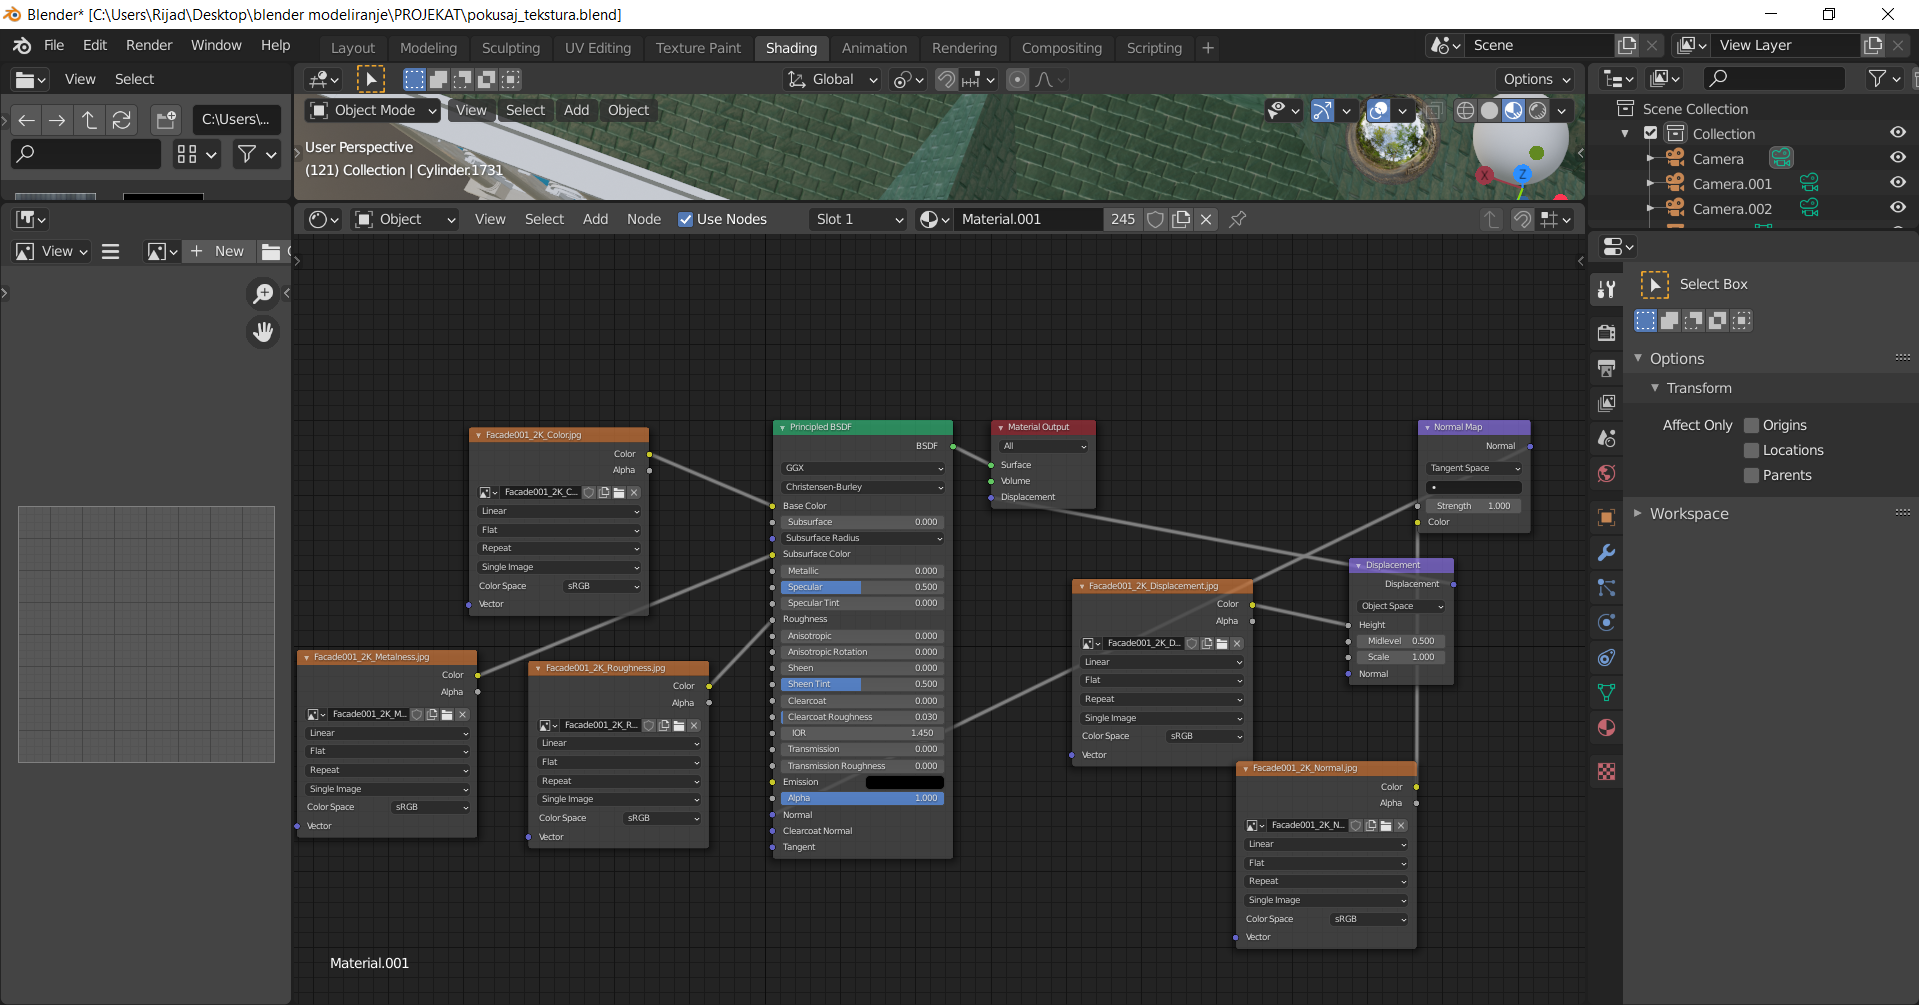 Blender* [C:\Users\Rijad\Desktop\blender modeliranje\PROJEKAT\pokusaj_tekstura.blend]
File Edit Render Window Help
Layout Modeling Sculpting UV Editing Texture Paint Shading Animation Rendering Compositing Scripting +
Scene
View Layer
View Select
Global
Options
C:\Users\...
Object Mode View Select Add Object
User Perspective
(121) Collection | Cylinder.1731
X
Z
Scene Collection
Collection
Camera
Camera.001
Camera.002
Object View Select Add Node Use Nodes
Slot 1
Material.001
245
View
+ New
Select Box
Options
Transform
Affect Only Origins
Locations
Parents
Workspace
Facade001_2K_Color.jpg
Color
Alpha
Facade001_2K_C...
Linear
Flat
Repeat
Single Image
Color Space sRGB
Vector
Facade001_2K_Metalness.jpg
Color
Alpha
Facade001_2K_M...
Linear
Flat
Repeat
Single Image
Color Space sRGB
Vector
Facade001_2K_Roughness.jpg
Color
Alpha
Facade001_2K_R...
Linear
Flat
Repeat
Single Image
Color Space sRGB
Vector
Principled BSDF
BSDF
GGX
Christensen-Burley
Base Color
Subsurface 0.000
Subsurface Radius
Subsurface Color
Metallic 0.000
Specular 0.500
Specular Tint 0.000
Roughness
Anisotropic 0.000
Anisotropic Rotation 0.000
Sheen 0.000
Sheen Tint 0.500
Clearcoat 0.000
Clearcoat Roughness 0.030
IOR 1.450
Transmission 0.000
Transmission Roughness 0.000
Emission
Alpha 1.000
Normal
Clearcoat Normal
Tangent
Material Output
All
Surface
Volume
Displacement
Facade001_2K_Displacement.jpg
Color
Alpha
Facade001_2K_D...
Linear
Flat
Repeat
Single Image
Color Space sRGB
Vector
Normal Map
Normal
Tangent Space
Strength 1.000
Color
Displacement
Displacement
Object Space
Height
Midlevel 0.500
Scale 1.000
Normal
Facade001_2K_Normal.jpg
Color
Alpha
Facade001_2K_N...
Linear
Flat
Repeat
Single Image
Color Space sRGB
Vector
Material.001